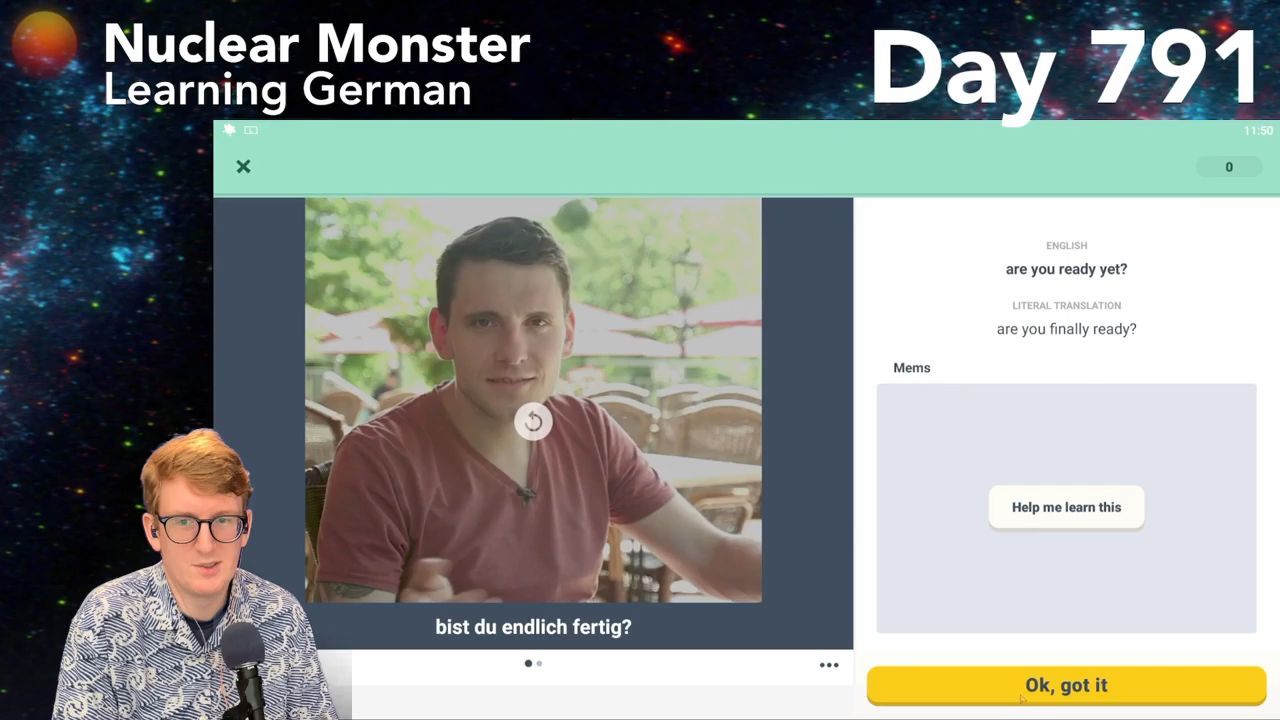 Nuclear Monster
Learning German
Day 791
11:50
0
ENGLISH
are you ready yet?
LITERAL TRANSLATION
are you finally ready?
Mems
Help me learn this
bist du endlich fertig?
Ok, got it